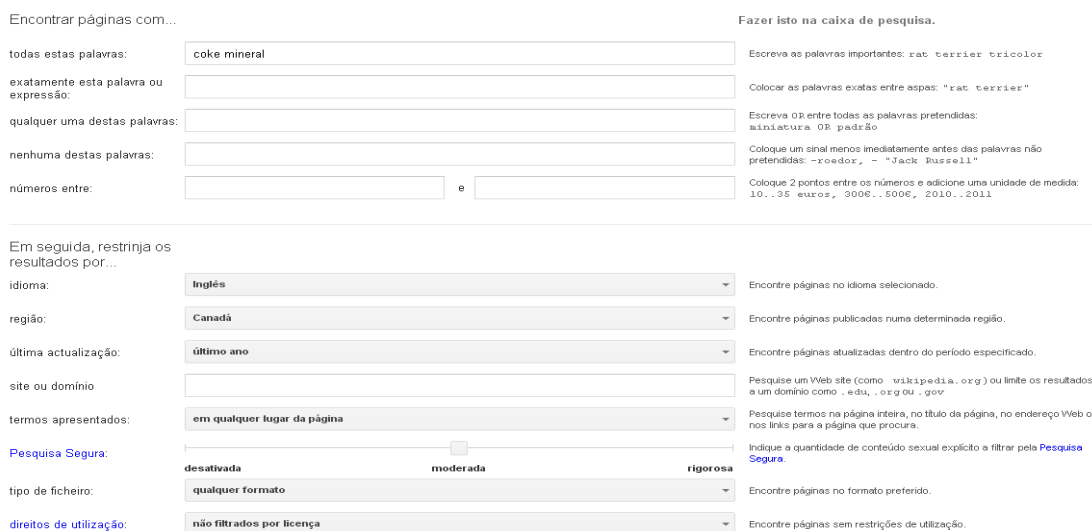 Encontrar páginas com...
Fazer isto na caixa de pesquisa.
todas estas palavras:
coke mineral
Escreva as palavras importantes: rat terrier tricolor
exatamente esta palavra ou
expressão:
Colocar as palavras exatas entre aspas: "rat terrier"
qualquer uma destas palavras:
Escreva OR entre todas as palavras pretendidas:
miniatura OR padrão
nenhuma destas palavras:
Coloque um sinal menos imediatamente antes das palavras não
pretendidas: -roedor, - "Jack Russell"
números entre:
e
Coloque 2 pontos entre os números e adicione uma unidade de medida:
10..35 euros, 300€..500€, 2010..2011
Em seguida, restrinja os
resultados por...
idioma:
Inglês
Encontre páginas no idioma selecionado.
região:
Canadá
Encontre páginas publicadas numa determinada região.
última actualização:
último ano
Encontre páginas atualizadas dentro do período especificado.
site ou domínio
Pesquise um Web site (como wikipedia.org) ou limite os resultados
a um domínio como .edu, .org ou .gov
termos apresentados:
em qualquer lugar da página
Pesquise termos na página inteira, no título da página, no endereço Web o
nos links para a página que procura.
Pesquisa Segura:
desativada
moderada
rigorosa
Indique a quantidade de conteúdo sexual explícito a filtrar pela Pesquisa
Segura.
tipo de ficheiro:
qualquer formato
Encontre páginas no formato preferido.
direitos de utilização:
não filtrados por licença
Encontre páginas sem restrições de utilização.